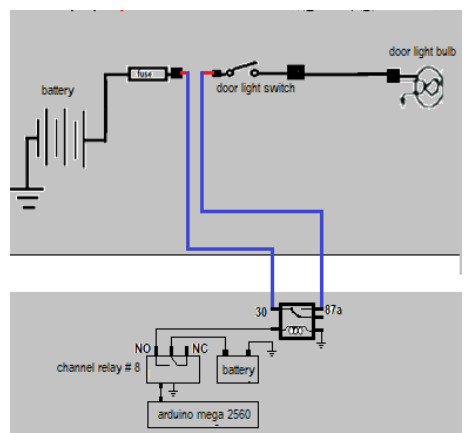 door light bulb
fuse
battery
door light switch
30
87a
NO
NC
channel relay # 8
battery
arduino mega 2560